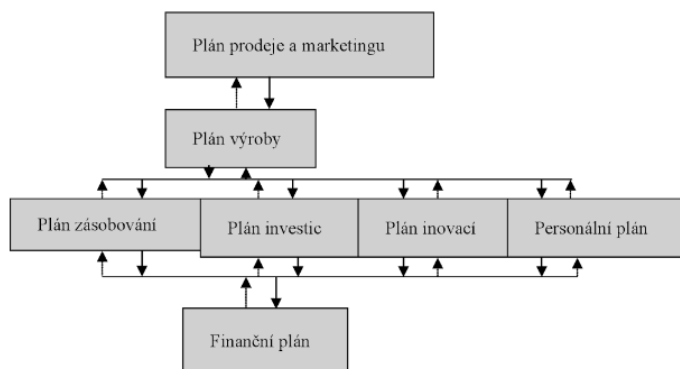 Plán prodeje a marketingu
Plán výroby
Plán zásobování
Plán investic
Plán inovací
Personální plán
Finanční plán